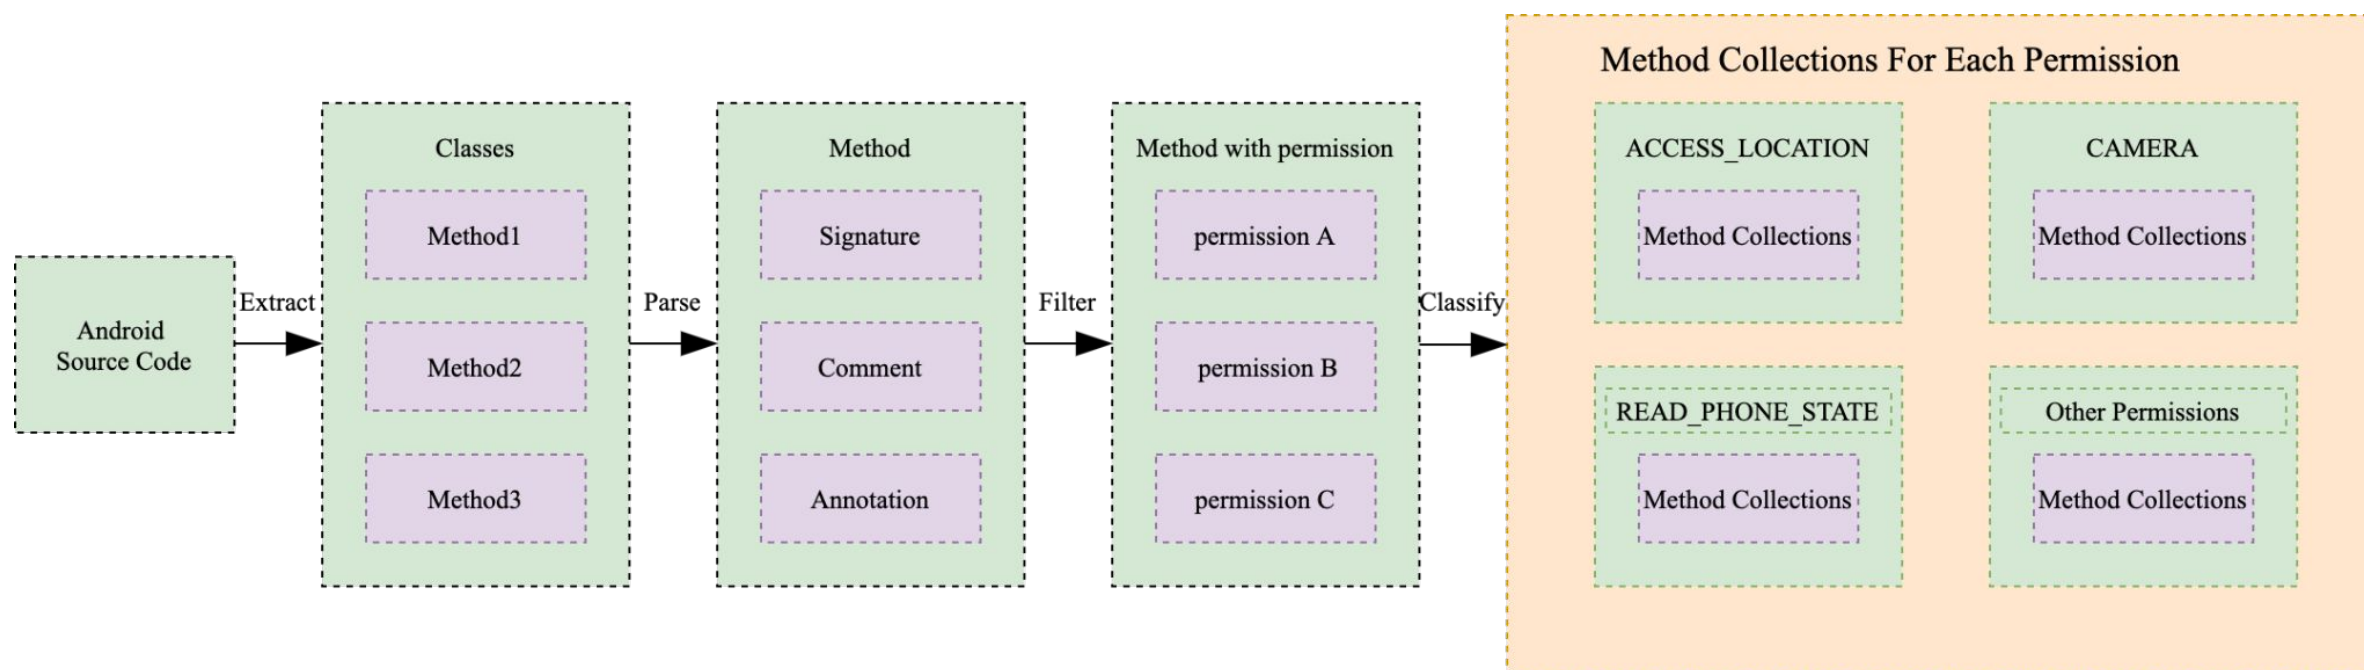 Android
Source Code
Extract
Classes
Method1
Method2
Method3
Parse
Method
Signature
Comment
Annotation
Filter
Method with permission
permission A
permission B
permission C
Classify
Method Collections For Each Permission
ACCESS_LOCATION
Method Collections
CAMERA
Method Collections
READ_PHONE_STATE
Method Collections
Other Permissions
Method Collections